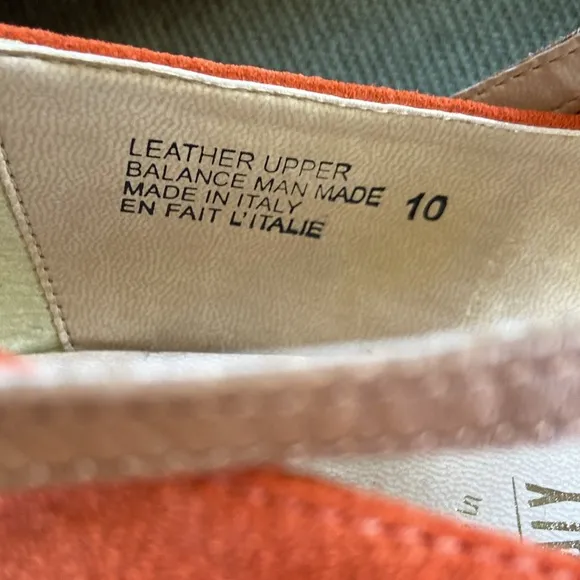 LEATHER UPPER
BALANCE MAN MADE 10
MADE IN ITALY
EN FAIT L'ITALIE